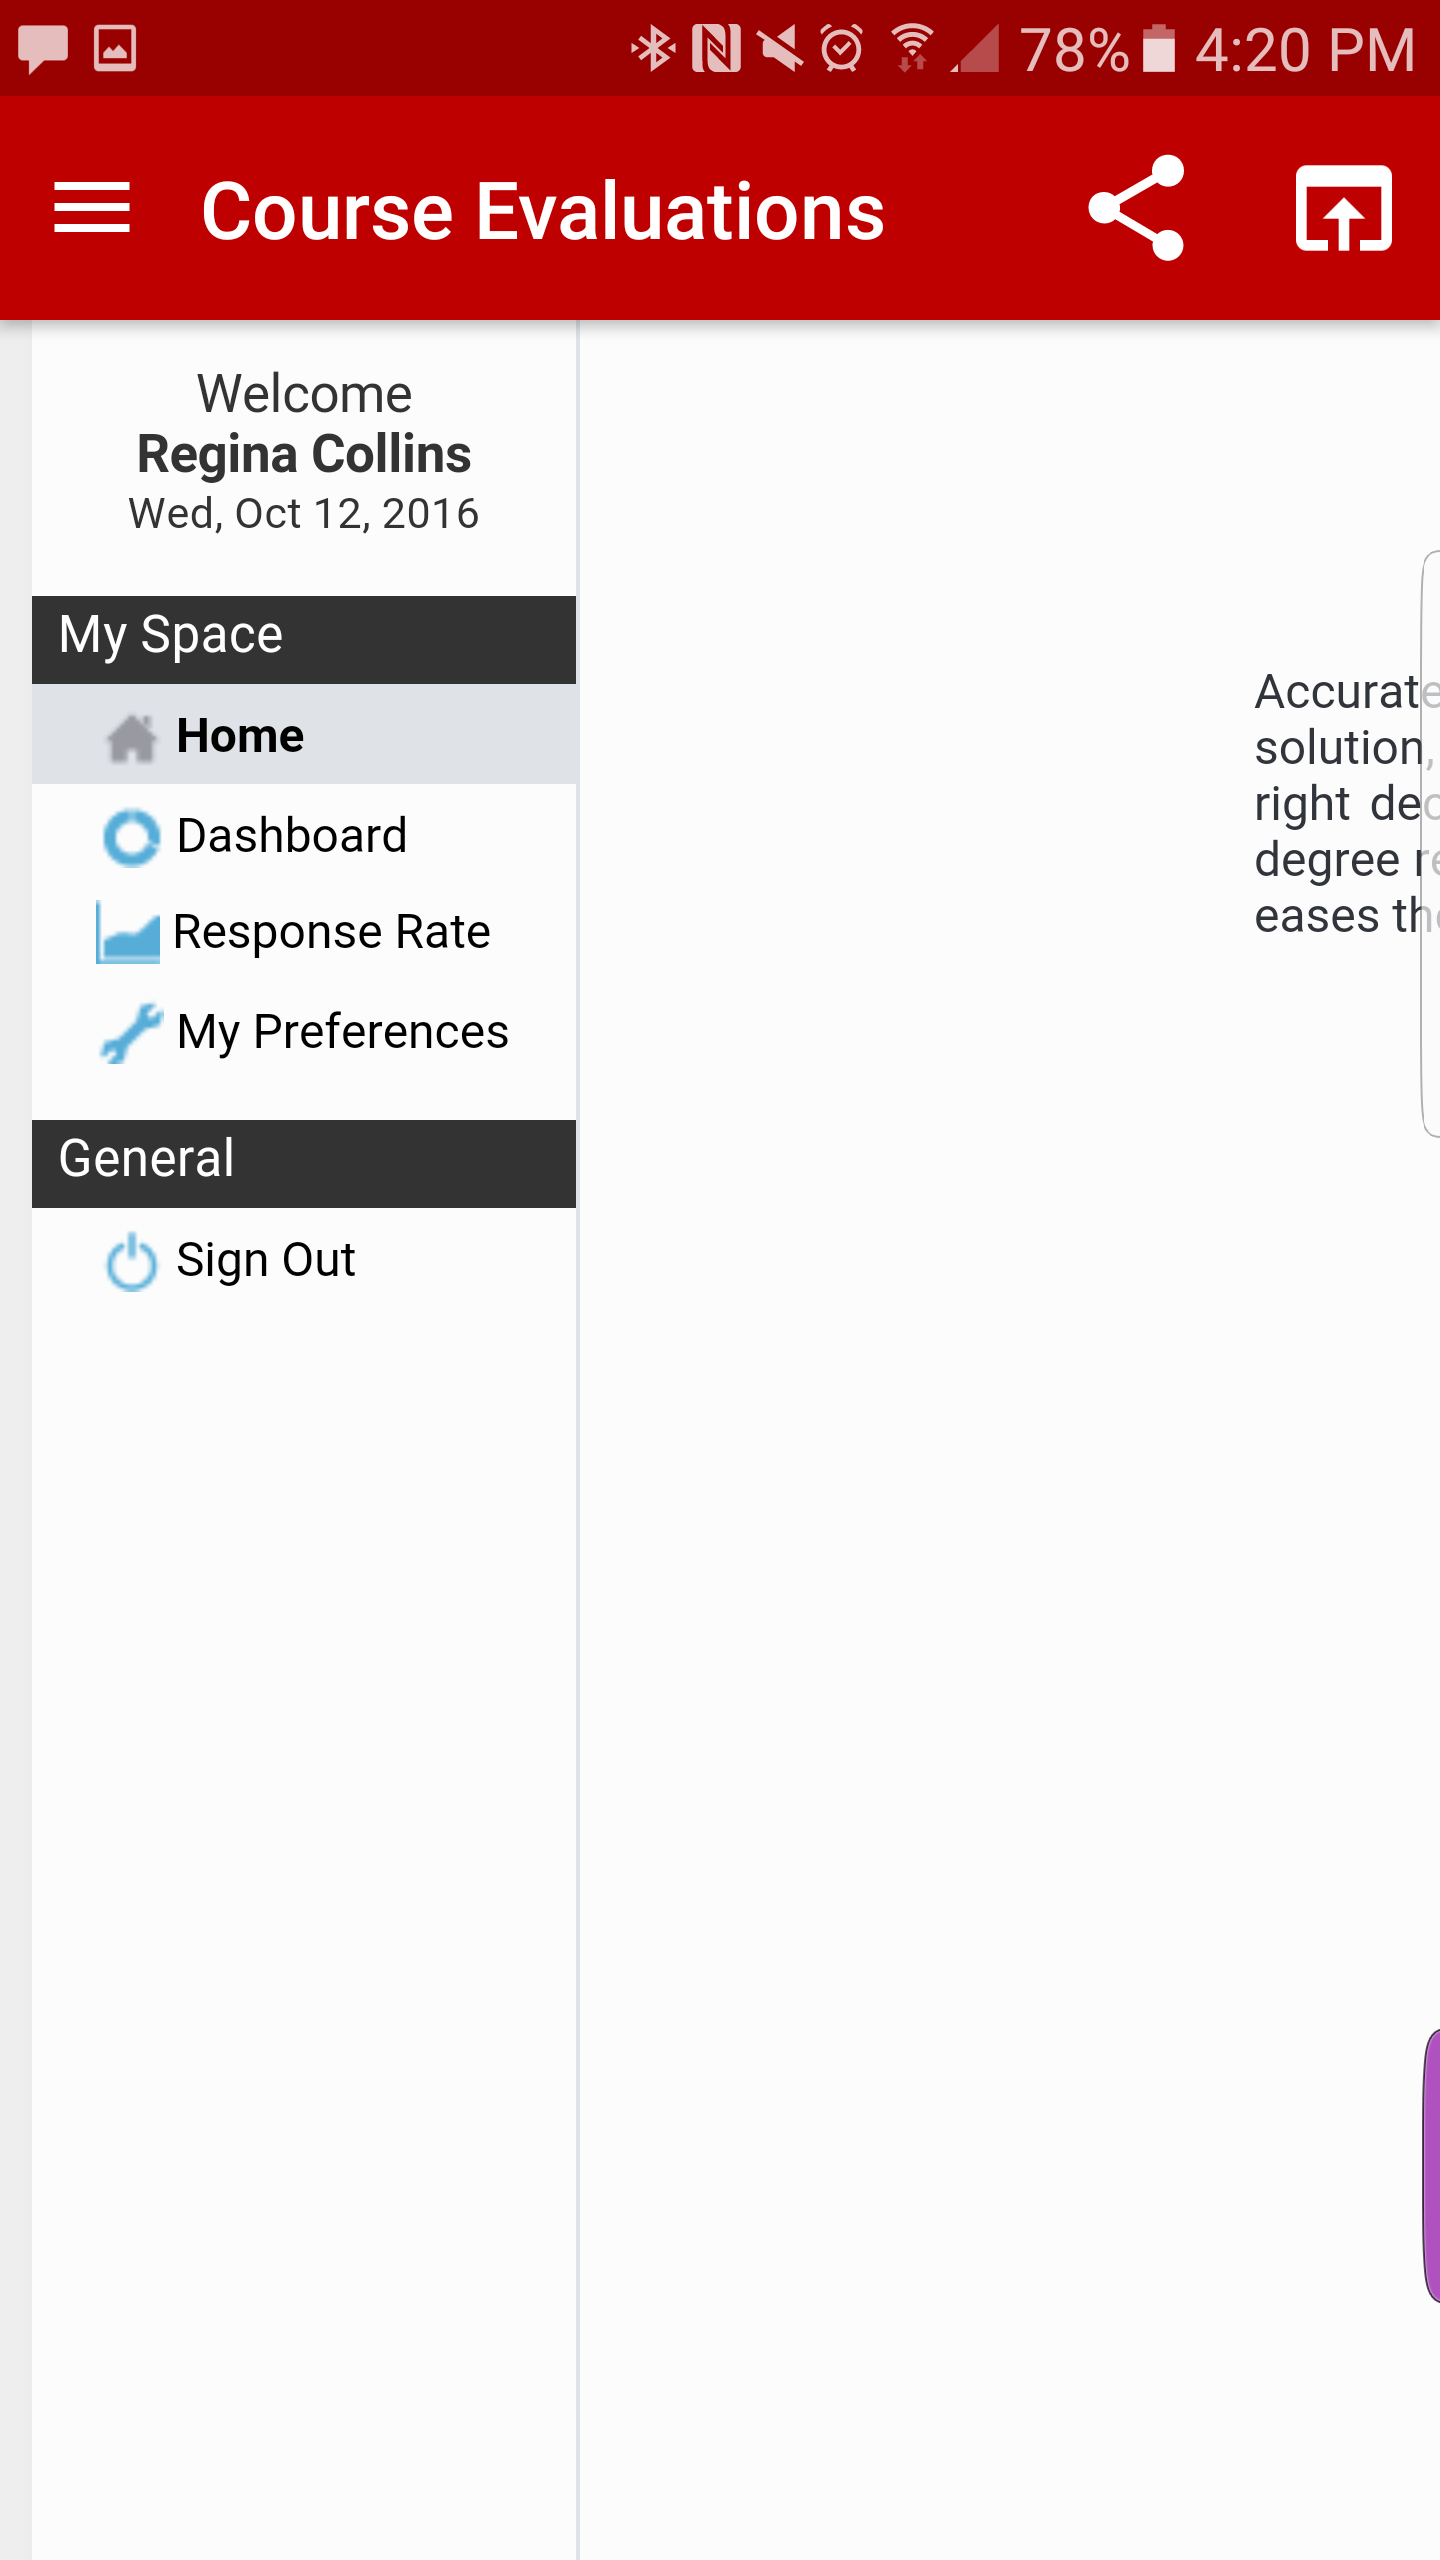 78% 4:20 PM
Course Evaluations
Welcome
Regina Collins
Wed, Oct 12, 2016
My Space
Home
Dashboard
Response Rate
My Preferences
General
Sign Out
solution,
right
degree
eases